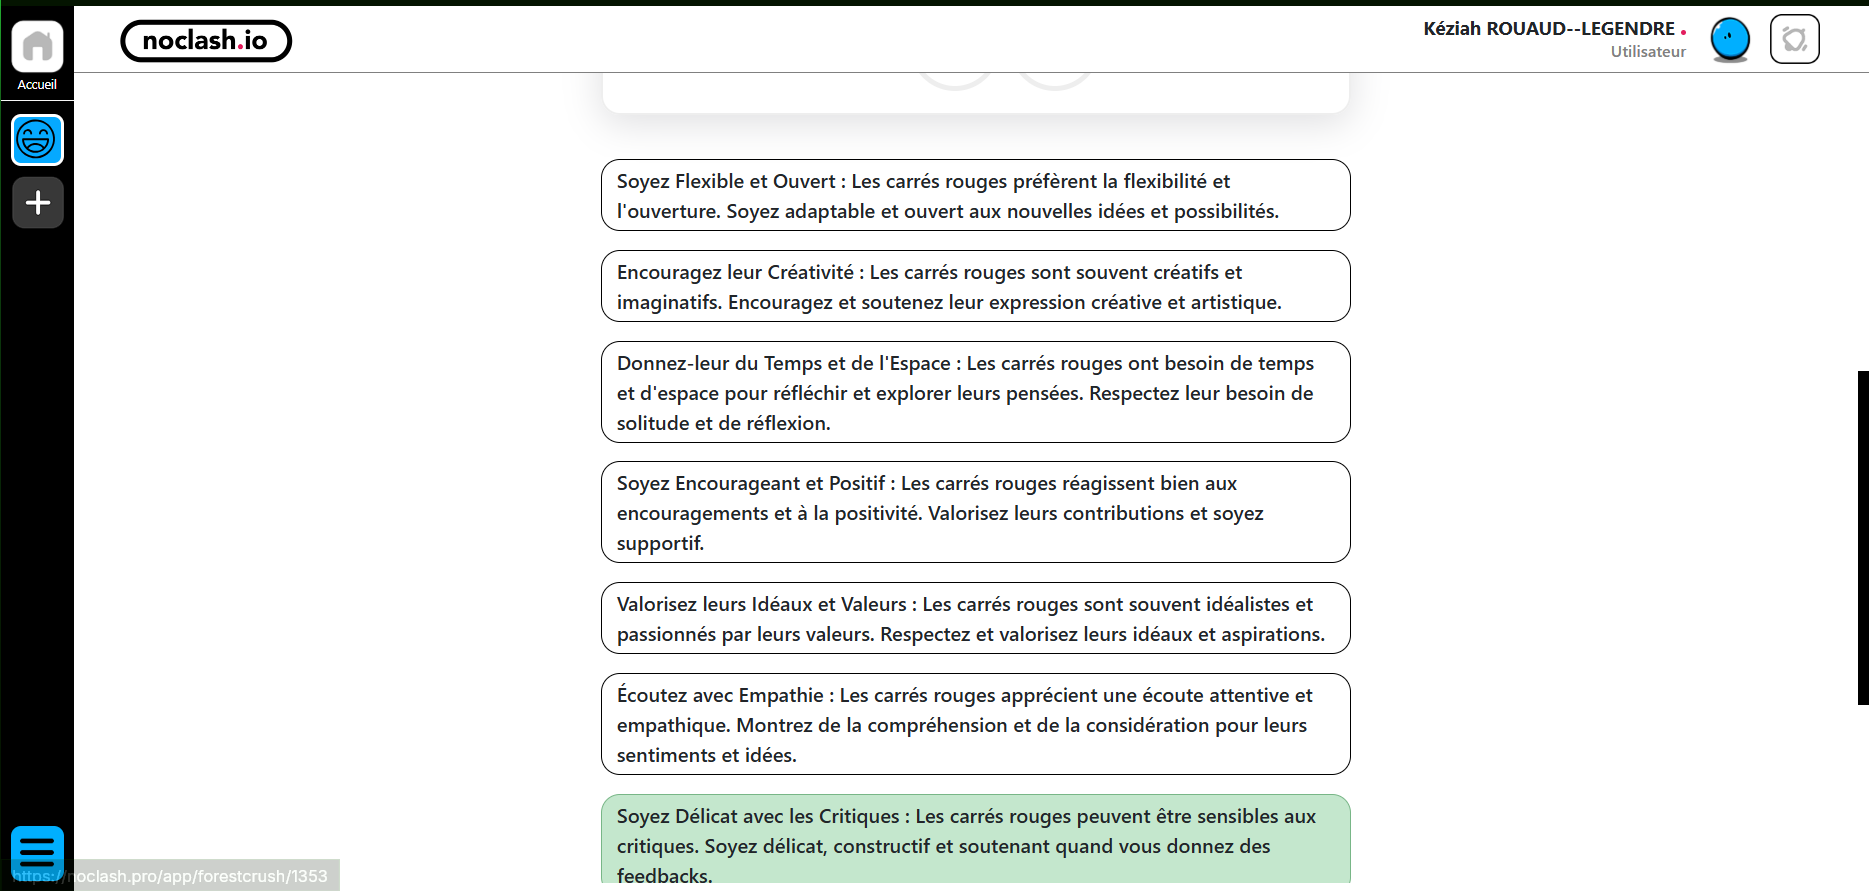 noclash.io
Kéziah ROUAUD--LEGENDRE
Utilisateur
Accueil
Soyez Flexible et Ouvert : Les carrés rouges préfèrent la flexibilité et
l'ouverture. Soyez adaptable et ouvert aux nouvelles idées et possibilités.
Encouragez leur Créativité : Les carrés rouges sont souvent créatifs et
imaginatifs. Encouragez et soutenez leur expression créative et artistique.
Donnez-leur du Temps et de l'Espace : Les carrés rouges ont besoin de temps
et d'espace pour réfléchir et explorer leurs pensées. Respectez leur besoin de
solitude et de réflexion.
Soyez Encourageant et Positif : Les carrés rouges réagissent bien aux
encouragements et à la positivité. Valorisez leurs contributions et soyez
supportif.
Valorisez leurs Idéaux et Valeurs : Les carrés rouges sont souvent idéalistes et
passionnés par leurs valeurs. Respectez et valorisez leurs idéaux et aspirations.
Écoutez avec Empathie : Les carrés rouges apprécient une écoute attentive et
empathique. Montrez de la compréhension et de la considération pour leurs
sentiments et idées.
Soyez Délicat avec les Critiques : Les carrés rouges peuvent être sensibles aux
critiques. Soyez délicat, constructif et soutenant quand vous donnez des
feedbacks.
https://noclash.pro/app/forestcrush/1353